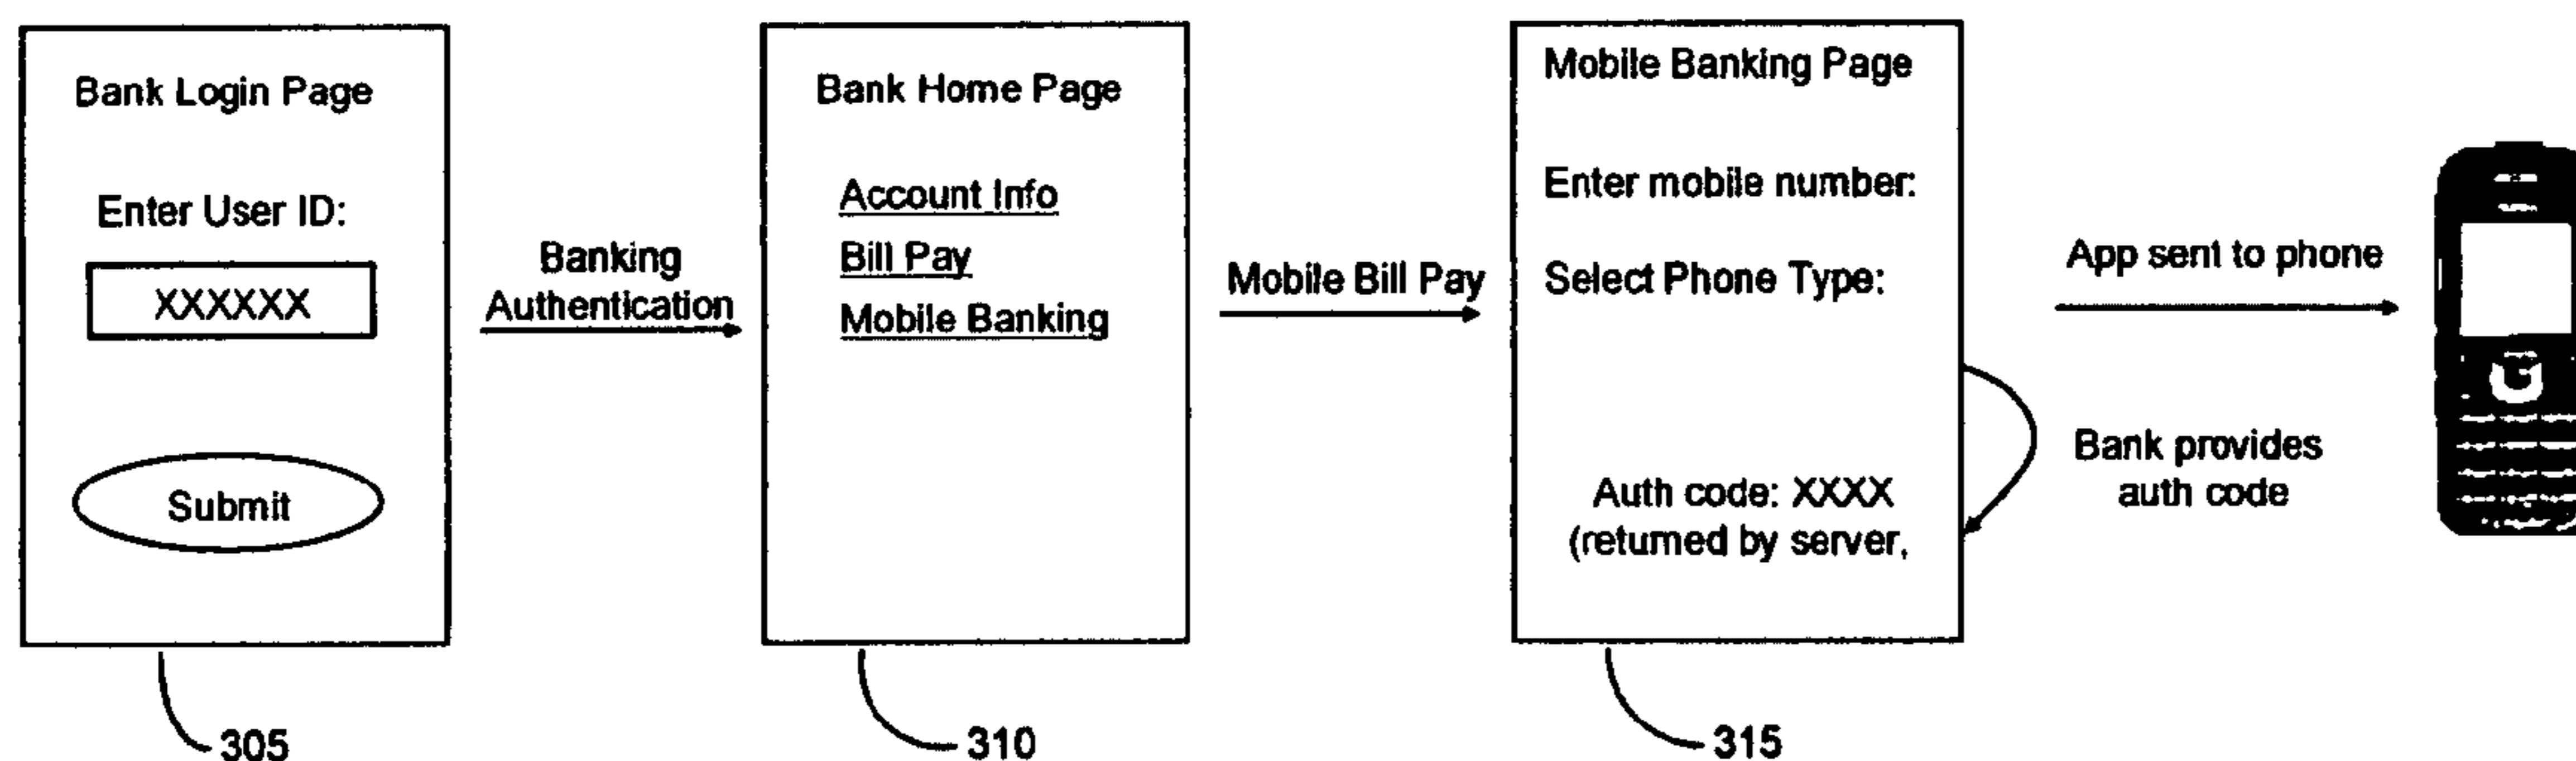 Bank Login Page
Enter User ID:
XXXXXX
Submit
305
Banking
Authentication
Bank Home Page
Account Info
Bill Pay
Mobile Banking
310
Mobile Bill Pay
Mobile Banking Page
Enter mobile number:
Select Phone Type:
Auth code: XXXX
(returned by server,
315
App sent to phone
Bank provides
auth code